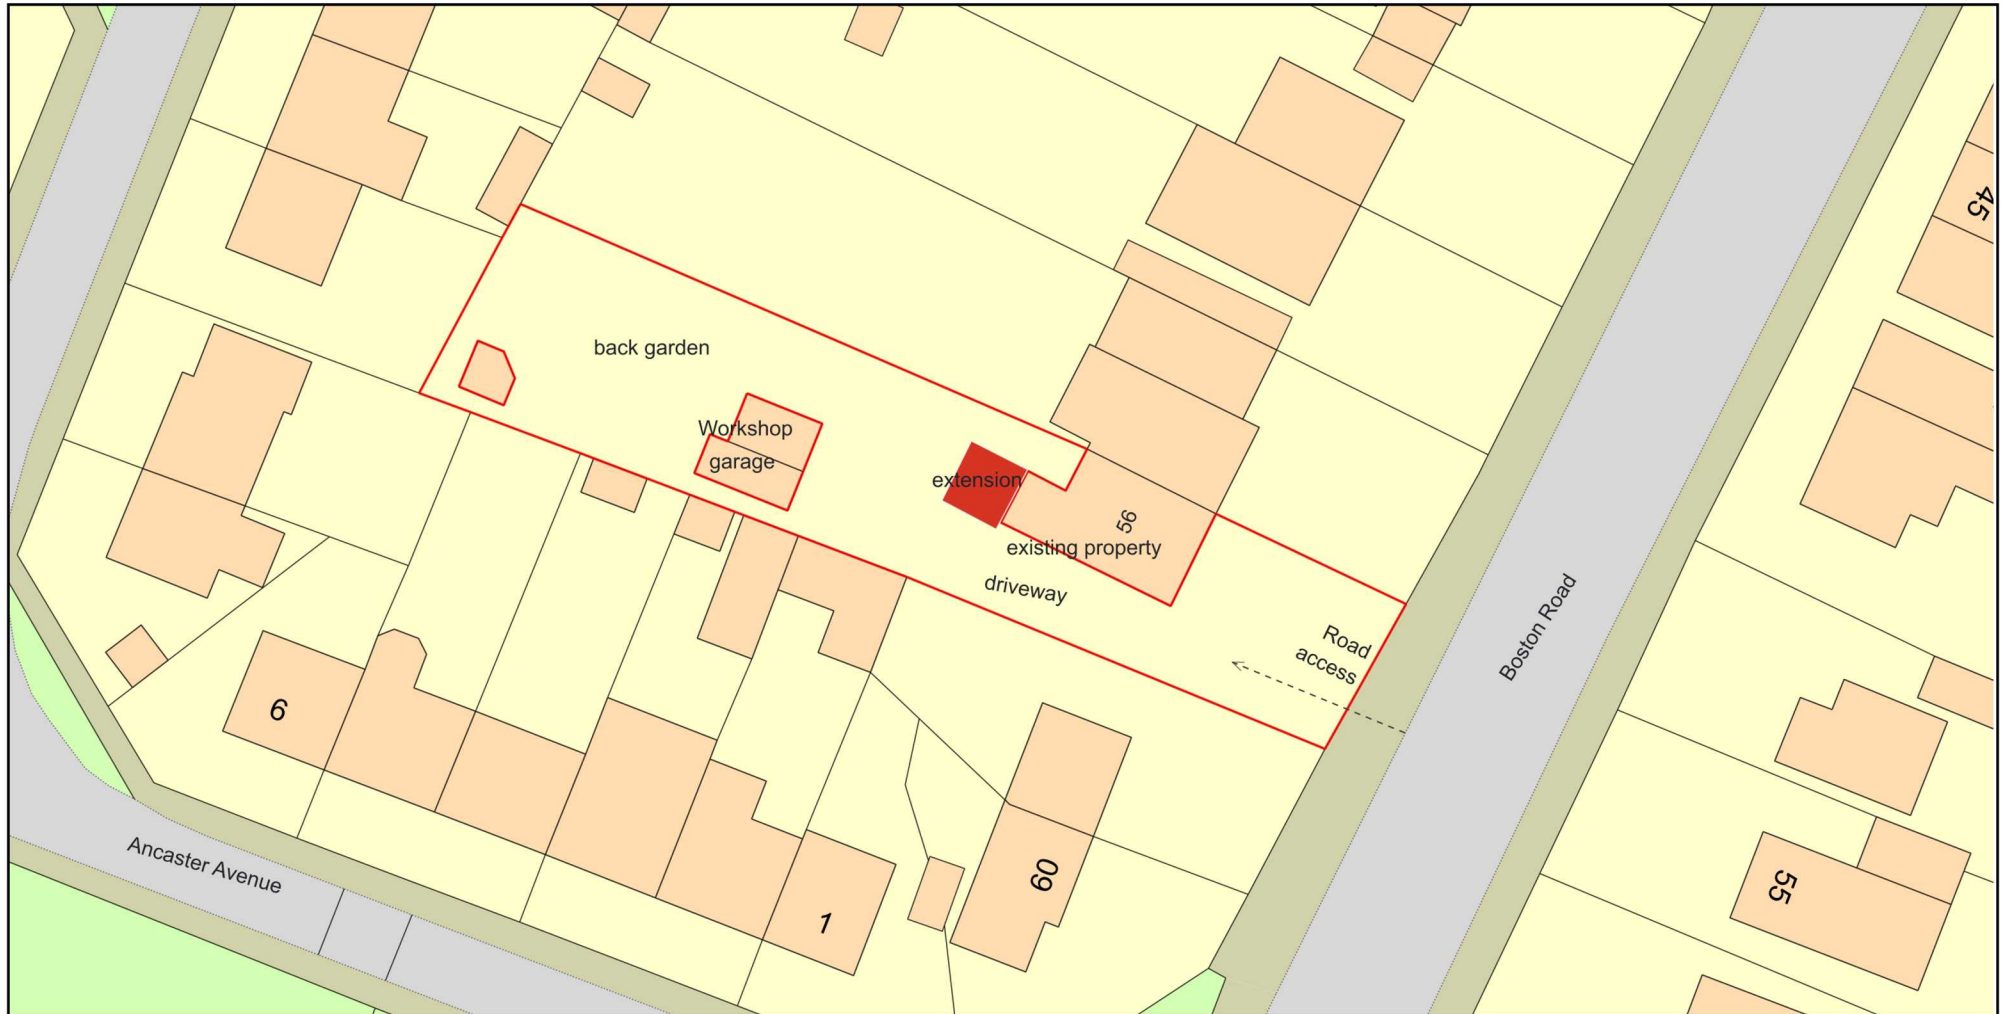 45
back garden
Workshop
garage
extension
56
existing property
driveway
Road
access
Boston Road
6
60
55
1
Ancaster Avenue